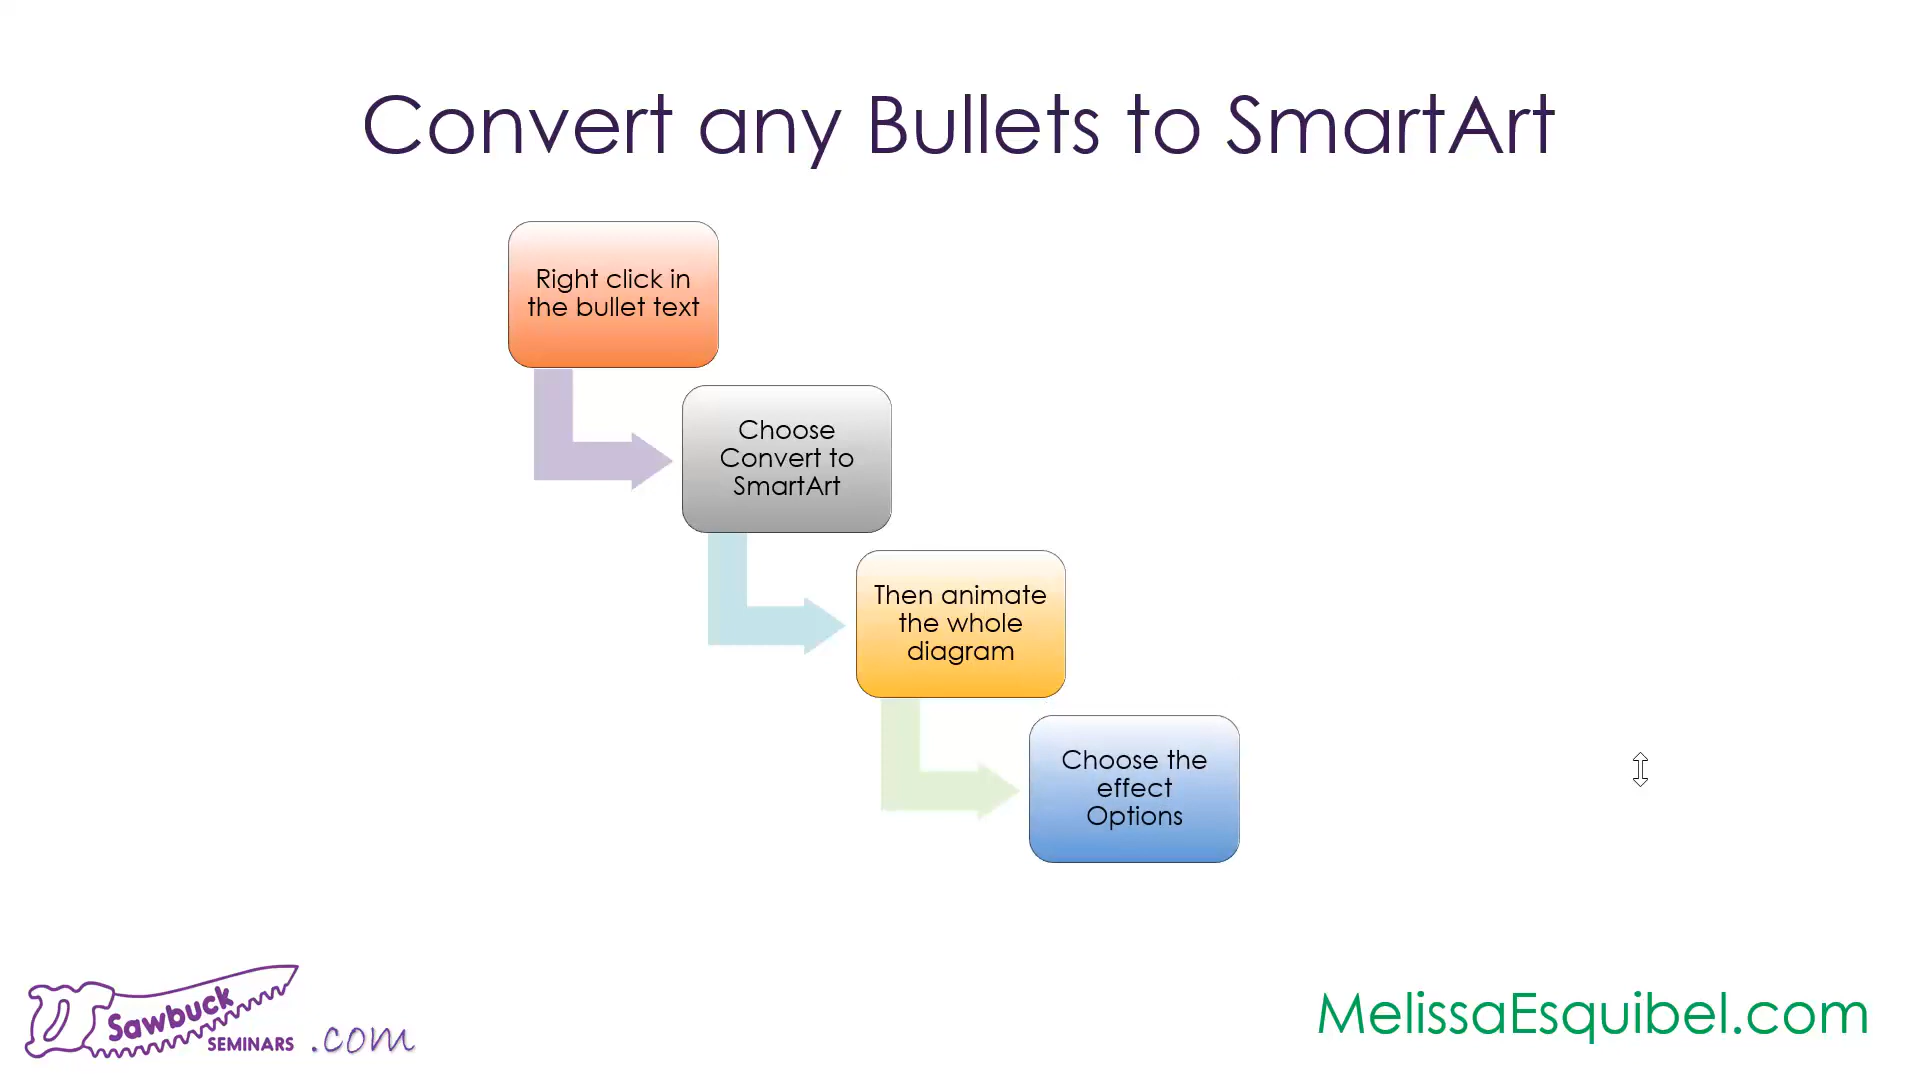 Convert any Bullets to SmartArt
Right click in
the bullet text
Choose
Convert to
SmartArt
Then animate
the whole
diagram
Choose the
effect
Options
Sawbuck
SEMINARS .com
MelissaEsquibel.com